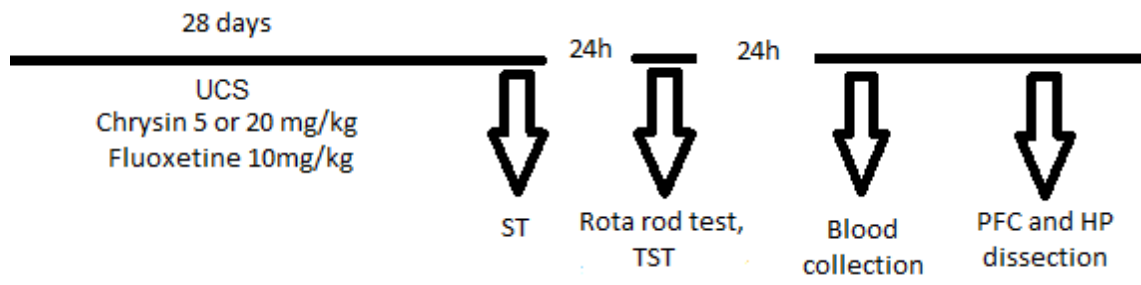 28 days
24h
24h
UCS
Chrysin 5 or 20 mg/kg
Fluoxetine 10mg/kg
ST
Rota rod test,
TST
Blood
collection
PFC and HP
dissection